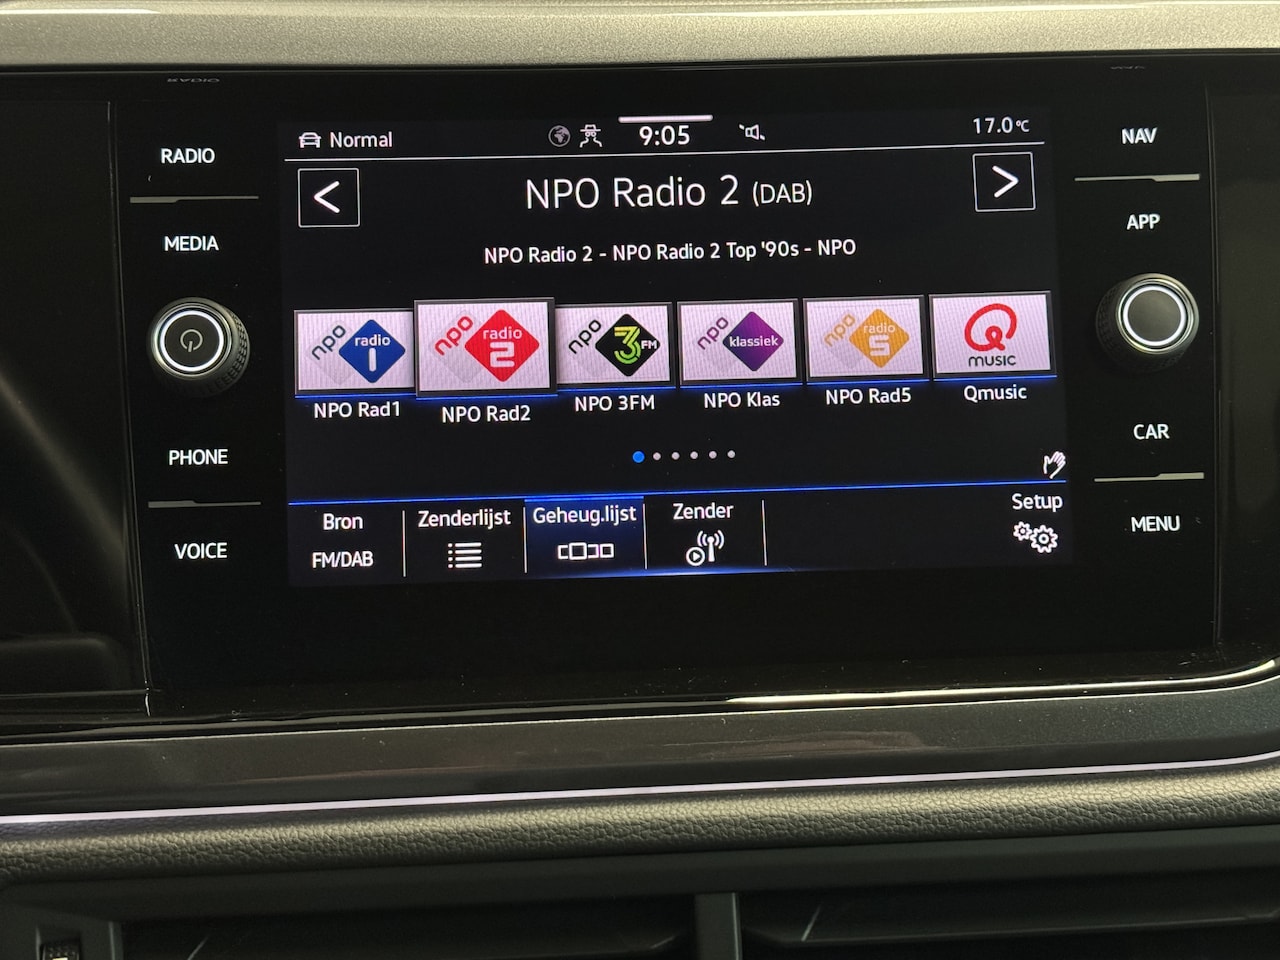 RADIO
MEDIA
PHONE
VOICE
Normal
9:05
17.0°C
<
NPO Radio 2 (DAB)
>
NPO Radio 2 - NPO Radio 2 Top '90s - NPO
npo radio 1
npo radio 2
npo 3FM
npo klassiek
npo radio 5
Q MUSIC
NPO Rad1
NPO Rad2
NPO 3FM
NPO Klas
NPO Rad5
Qmusic
Bron
FM/DAB
Zenderlijst
Geheug.lijst
Zender
Setup
NAV
APP
CAR
MENU